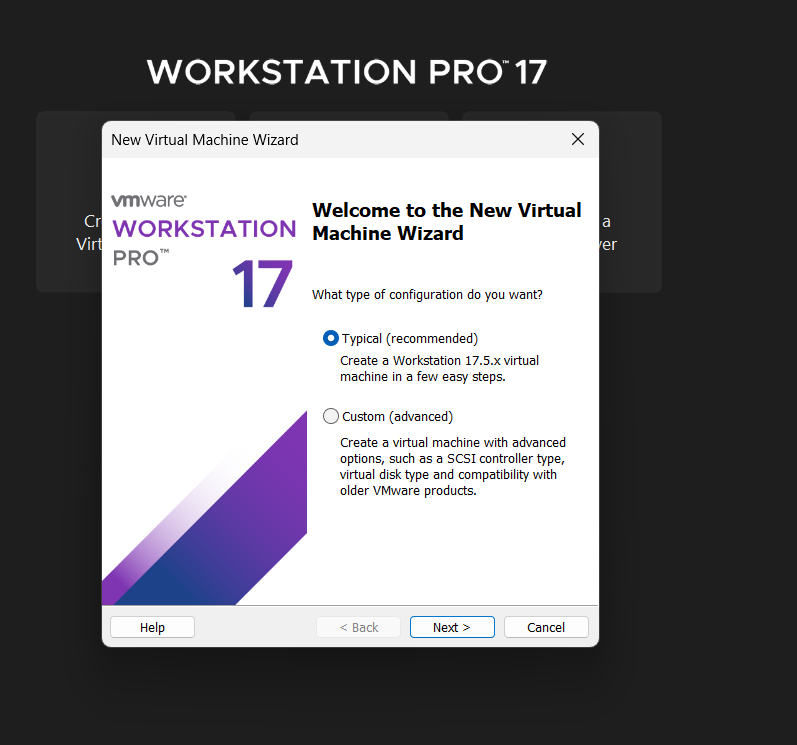 WORKSTATION PRO™ 17
New Virtual Machine Wizard
vmware®
WORKSTATION
PRO™
17
Welcome to the New Virtual
Machine Wizard
What type of configuration do you want?
Typical (recommended)
Create a Workstation 17.5.x virtual
machine in a few easy steps.
Custom (advanced)
Create a virtual machine with advanced
options, such as a SCSI controller type,
virtual disk type and compatibility with
older VMware products.
Cr
Virt
a
ver
Help
< Back
Next >
Cancel